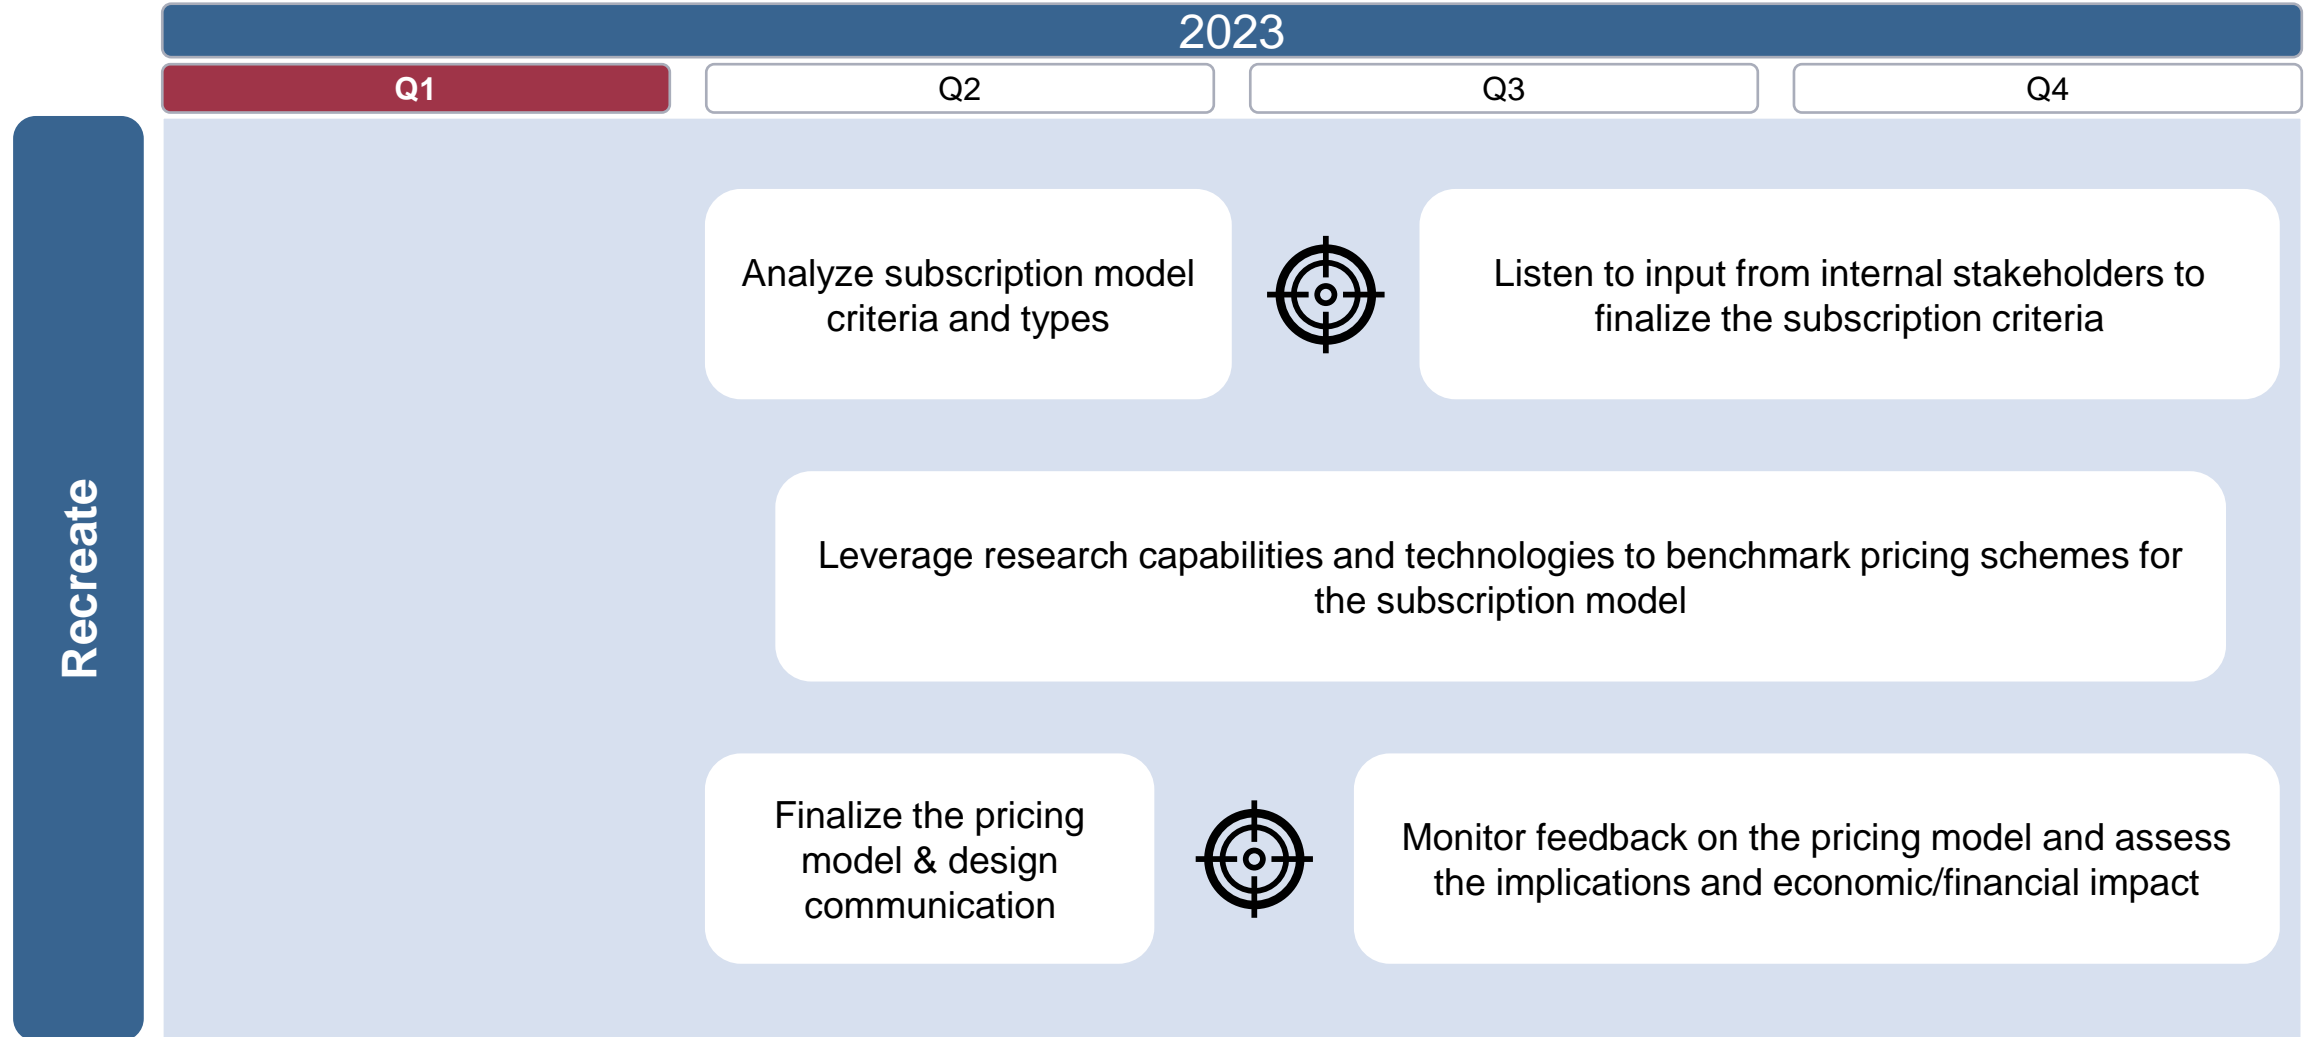 2023
Q1
Q2
Q3
Q4
Recreate
Analyze subscription model
criteria and types
Listen to input from internal stakeholders to
finalize the subscription criteria
Leverage research capabilities and technologies to benchmark pricing schemes for
the subscription model
Finalize the pricing
model & design
communication
Monitor feedback on the pricing model and assess
the implications and economic/financial impact